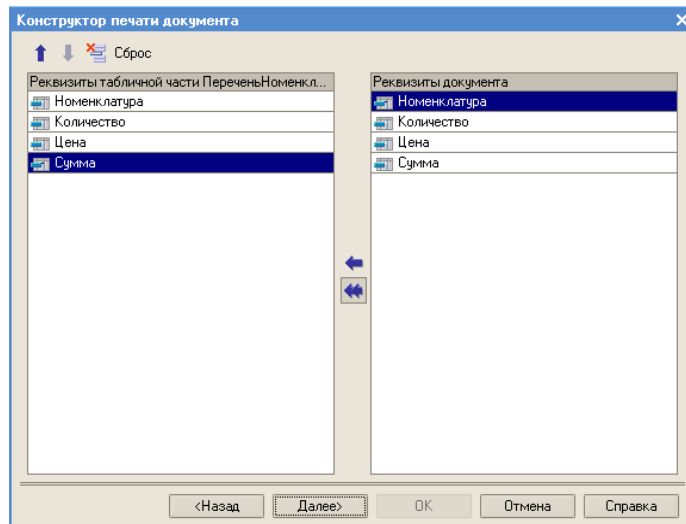 Конструктор печати документа
Сброс
Реквизиты табличной части ПереченьНоменкл...
Номенклатура
Количество
Цена
Сумма
Реквизиты документа
Номенклатура
Количество
Цена
Сумма
<Назад
Далее>
OK
Отмена
Справка